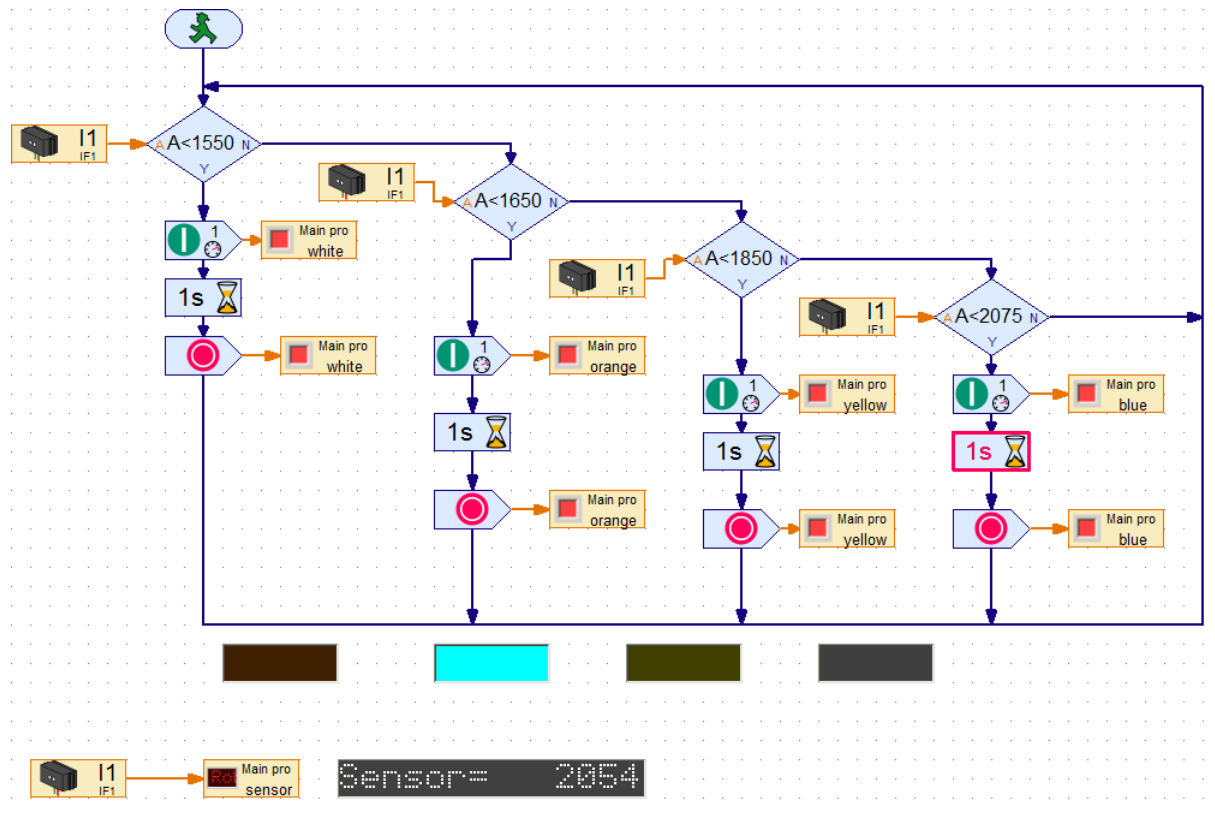 I1
IF1
A A<1550 N
Y
I1
IF1
A A<1650 N
Y
I1
IF1
A A<1850 N
Y
I1
IF1
A A<2075 N
Y
1
Main pro
white
1s
Main pro
white
1
Main pro
orange
1s
Main pro
orange
1
Main pro
yellow
1s
Main pro
yellow
1
Main pro
blue
1s
Main pro
blue
I1
IF1
Rol
Main pro
sensor
Sensor= 2054